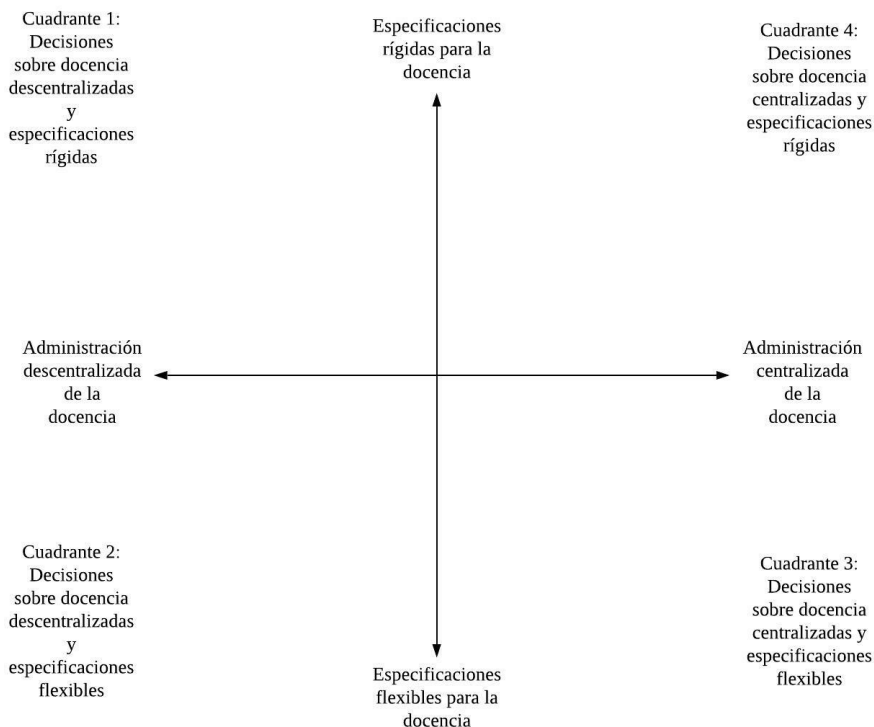 Cuadrante 1:
Decisiones
sobre docencia
descentralizadas
y
especificaciones
rígidas
Especificaciones
rígidas para la
docencia
Cuadrante 4:
Decisiones
sobre docencia
centralizadas y
especificaciones
rígidas
Administración
descentralizada
de la
docencia
Administración
centralizada
de la
docencia
Cuadrante 2:
Decisiones
sobre docencia
descentralizadas
y
especificaciones
flexibles
Especificaciones
flexibles para la
docencia
Cuadrante 3:
Decisiones
sobre docencia
centralizadas y
especificaciones
flexibles